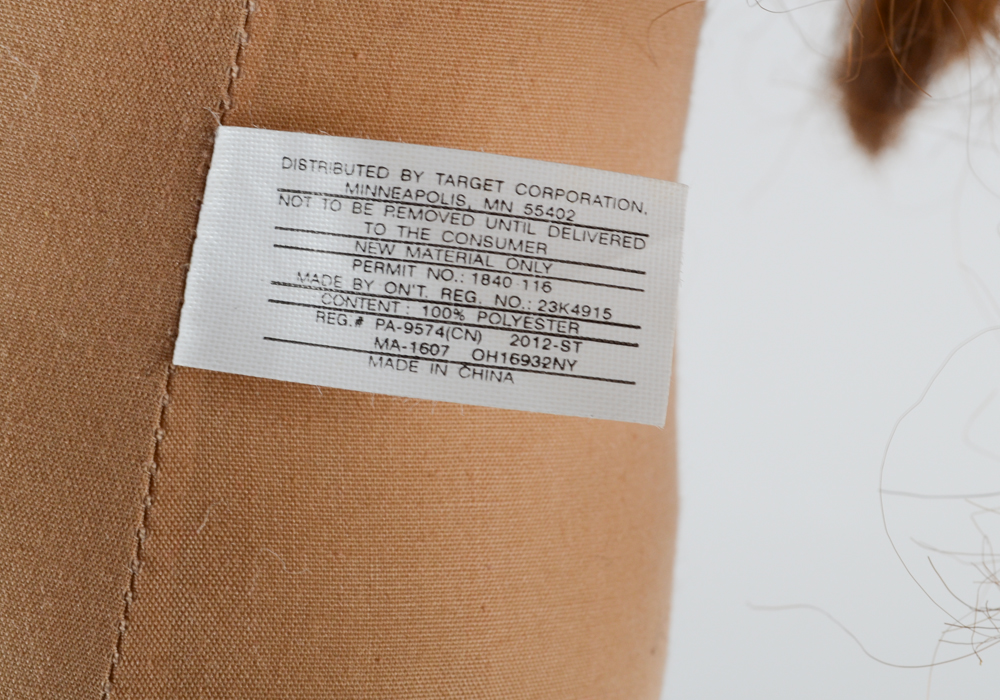 DISTRIBUTED BY TARGET CORPORATION.
MINNEAPOLIS, MN 55402
NOT TO BE REMOVED UNTIL DELIVERED
TO THE CONSUMER
NEW MATERIAL ONLY
PERMIT NO.: 1840 116
MADE BY ON'T. REG. NO.: 23K4915
CONTENT: 100% POLYESTER
REG.# PA-9574(CN) 2012-ST
MA-1607 OH16932NY
MADE IN CHINA